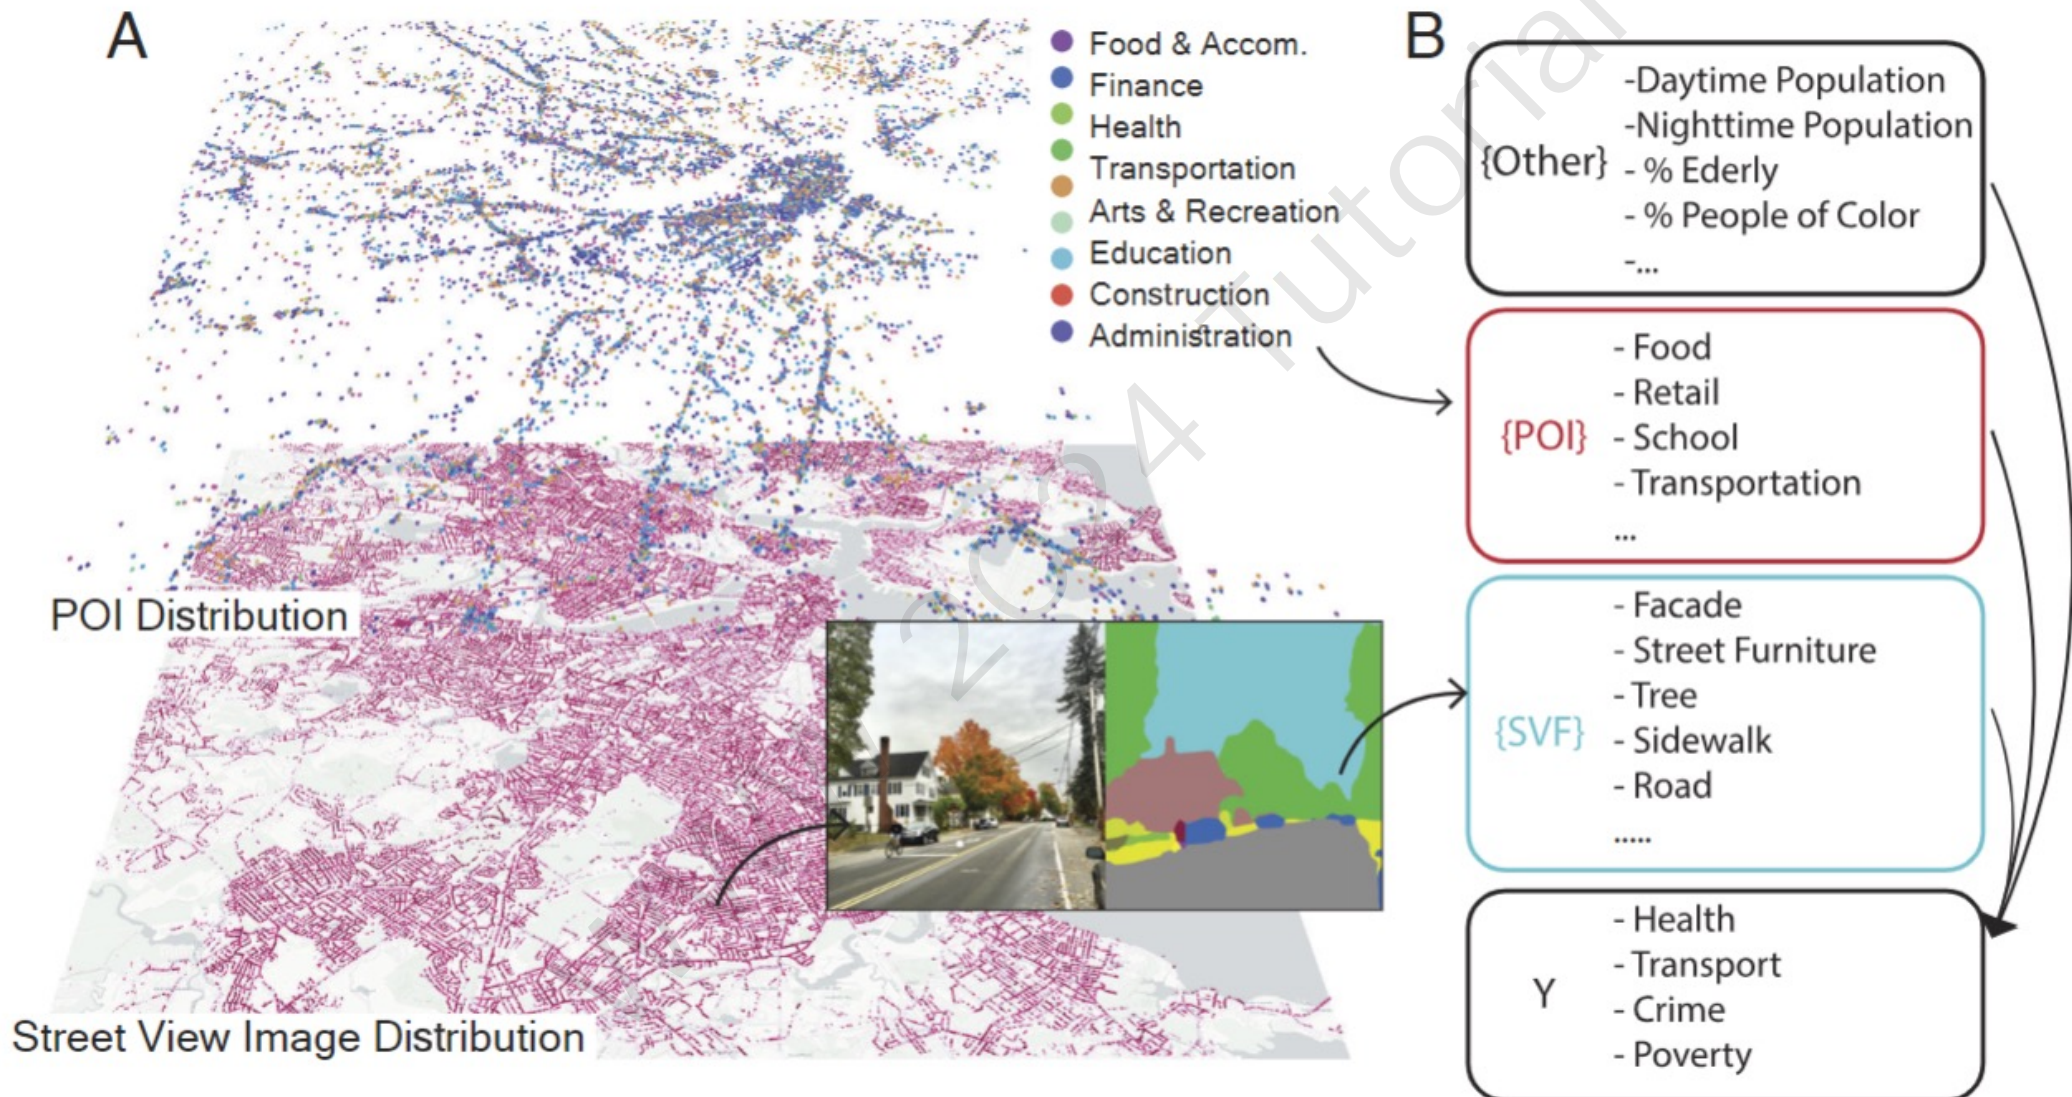 A
Food & Accom.
Finance
Health
Transportation
Arts & Recreation
Education
Construction
Administration
POI Distribution
Street View Image Distribution
B
{Other}
-Daytime Population
-Nighttime Population
- % Ederly
- % People of Color
-...
{POI}
- Food
- Retail
- School
- Transportation
...
{SVF}
- Facade
- Street Furniture
- Tree
- Sidewalk
- Road
.....
Y
- Health
- Transport
- Crime
- Poverty
2024 Tutorial